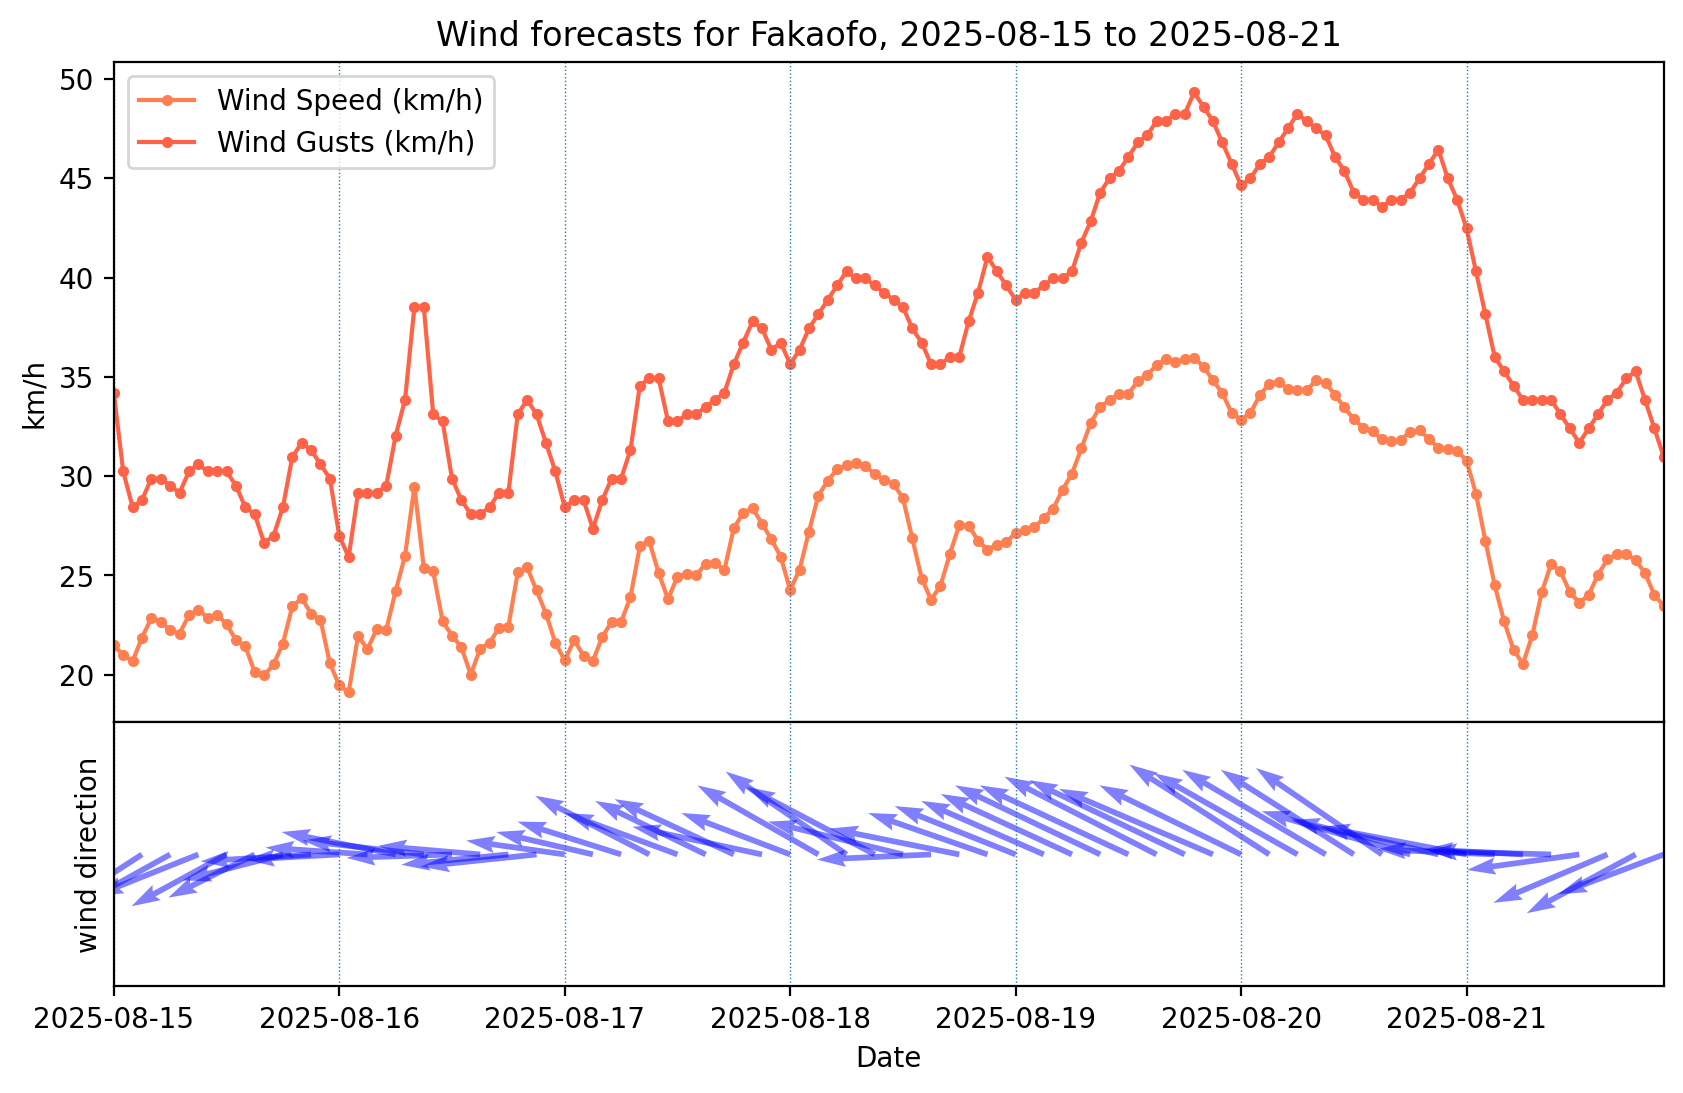 Wind forecasts for Fakaofo, 2025-08-15 to 2025-08-21
50
45
40
35
30
25
20
km/h
Wind Speed (km/h)
Wind Gusts (km/h)
wind direction
2025-08-15 2025-08-16 2025-08-17 2025-08-18 2025-08-19 2025-08-20 2025-08-21
Date